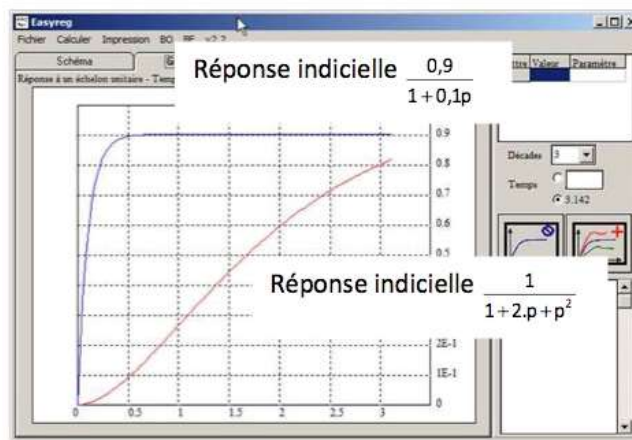 Easyreg
Fichier Calculer Impression BO BF v2.2
Schéma G
Réponse à un échelon unitaire - Temp
Réponse indicielle 0,9 / 1+0,1p
ttre Valeur Paramètre
Décades 3
Temps
3.142
0.9
0.8
0.7
0.6
0.5
Réponse indicielle 1 / 1+2.p+p²
2E-1
1E-1
0
0 0.5 1 1.5 2 2.5 3